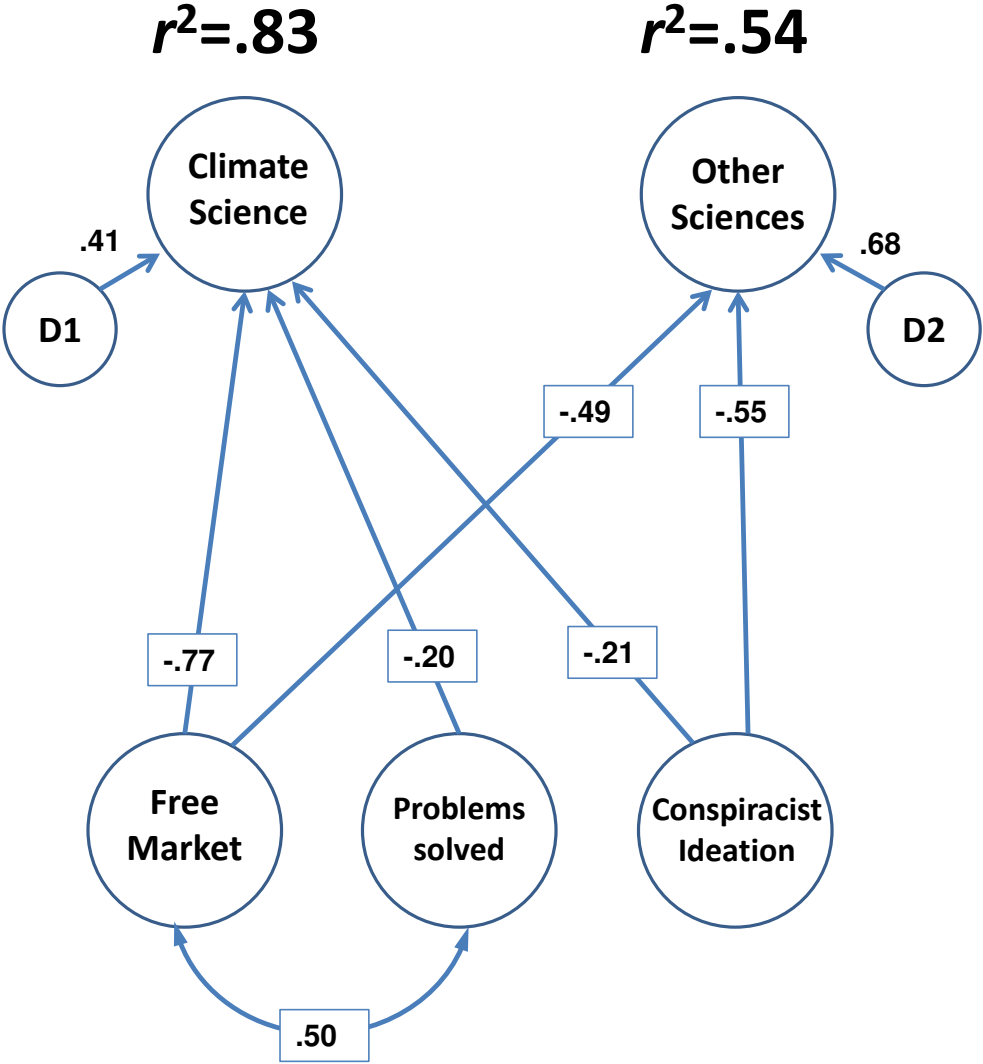 r²=.83
r²=.54
Climate
Science
Other
Sciences
.41
.68
D1
D2
-.49
-.55
-.77
-.20
-.21
Free
Market
Problems
solved
Conspiracist
Ideation
.50